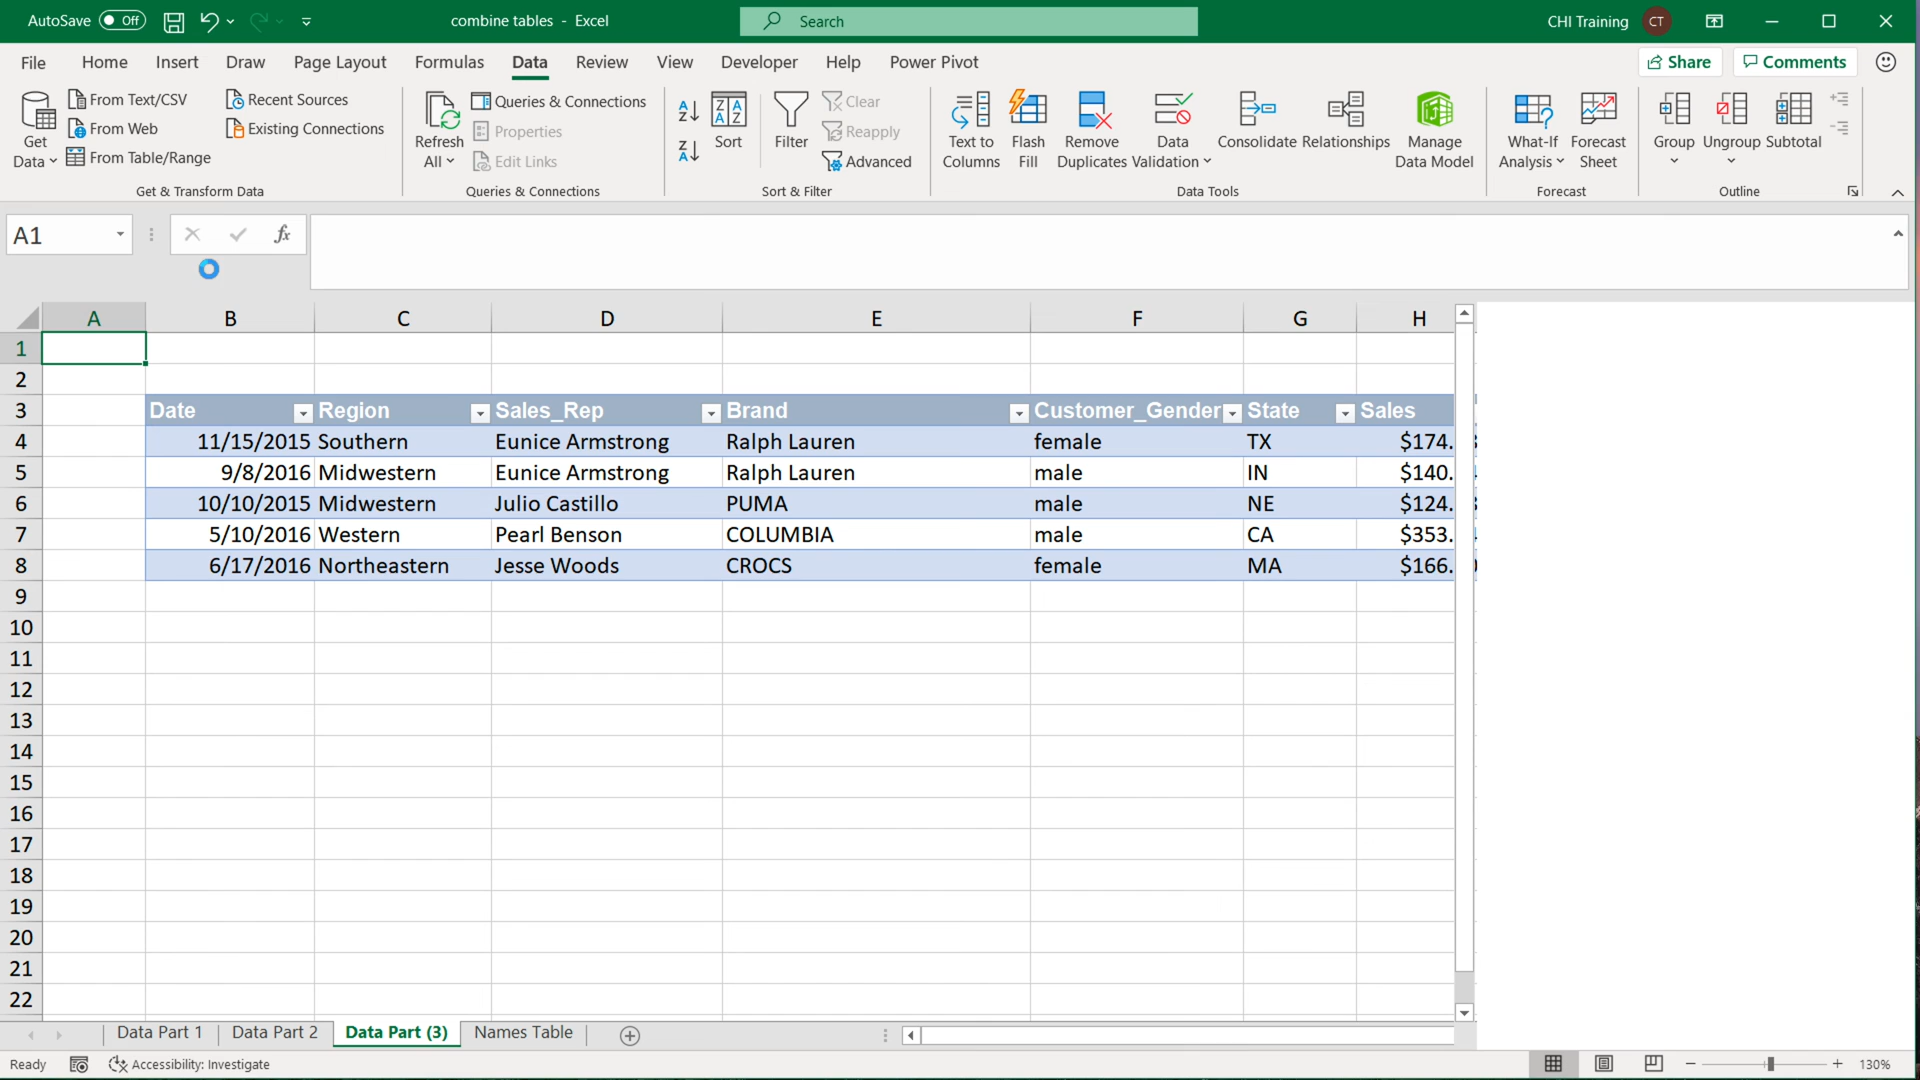 AutoSave Off combine tables - Excel Search CHI Training CT
File Home Insert Draw Page Layout Formulas Data Review View Developer Help Power Pivot Share Comments
Get Data
From Text/CSV
From Web
From Table/Range
Recent Sources
Existing Connections
Get & Transform Data
Refresh All
Queries & Connections
Properties
Edit Links
Queries & Connections
Sort
Filter
Clear
Reapply
Advanced
Sort & Filter
Text to Columns
Flash Fill
Remove Duplicates
Data Validation
Consolidate
Relationships
Manage Data Model
Data Tools
What-If Analysis
Forecast Sheet
Forecast
Group
Ungroup
Subtotal
Outline
A1 fx
A B C D E F G H
1
2
3 Date Region Sales_Rep Brand Customer_Gender State Sales
4 11/15/2015 Southern Eunice Armstrong Ralph Lauren female TX $174.
5 9/8/2016 Midwestern Eunice Armstrong Ralph Lauren male IN $140.
6 10/10/2015 Midwestern Julio Castillo PUMA male NE $124.
7 5/10/2016 Western Pearl Benson COLUMBIA male CA $353.
8 6/17/2016 Northeastern Jesse Woods CROCS female MA $166.
9
10
11
12
13
14
15
16
17
18
19
20
21
22
Data Part 1 Data Part 2 Data Part (3) Names Table
Ready Accessibility: Investigate 130%